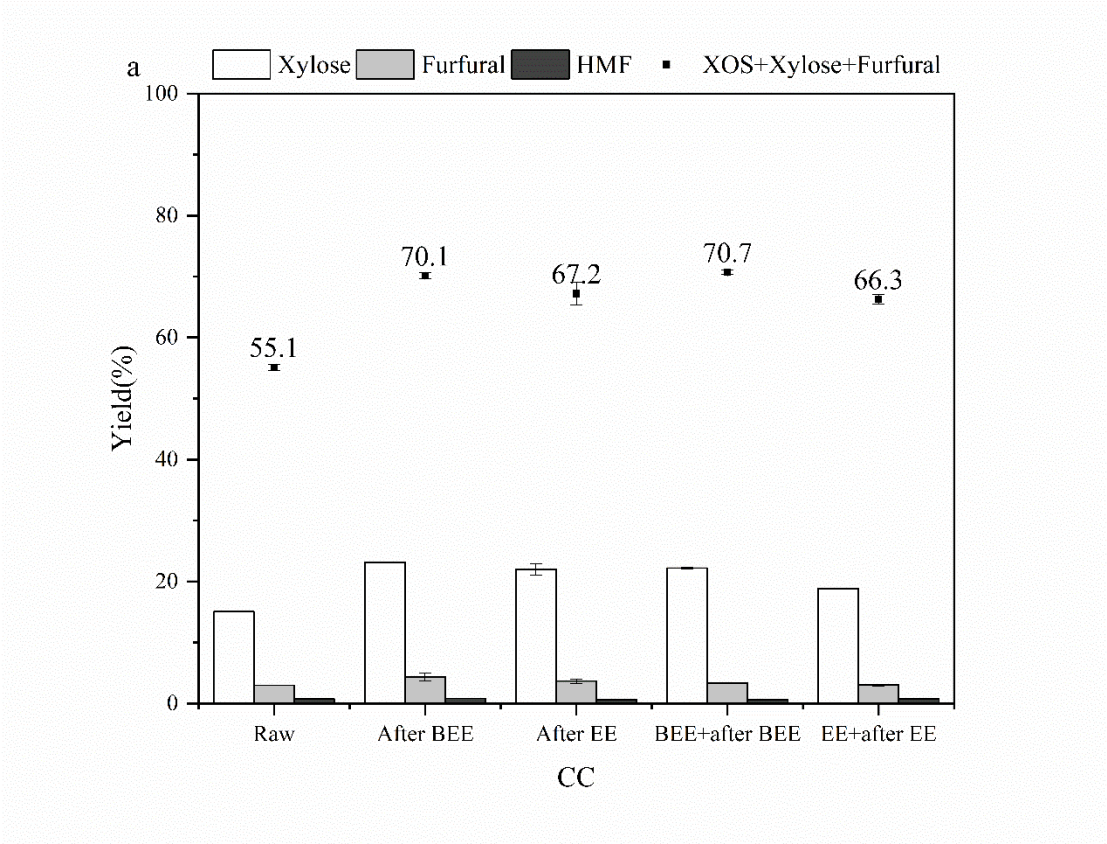 a
Xylose Furfural HMF XOS+Xylose+Furfural
100
80
60
40
20
0
Yield(%)
55.1
70.1
67.2
70.7
66.3
Raw After BEE After EE BEE+after BEE EE+after EE
CC